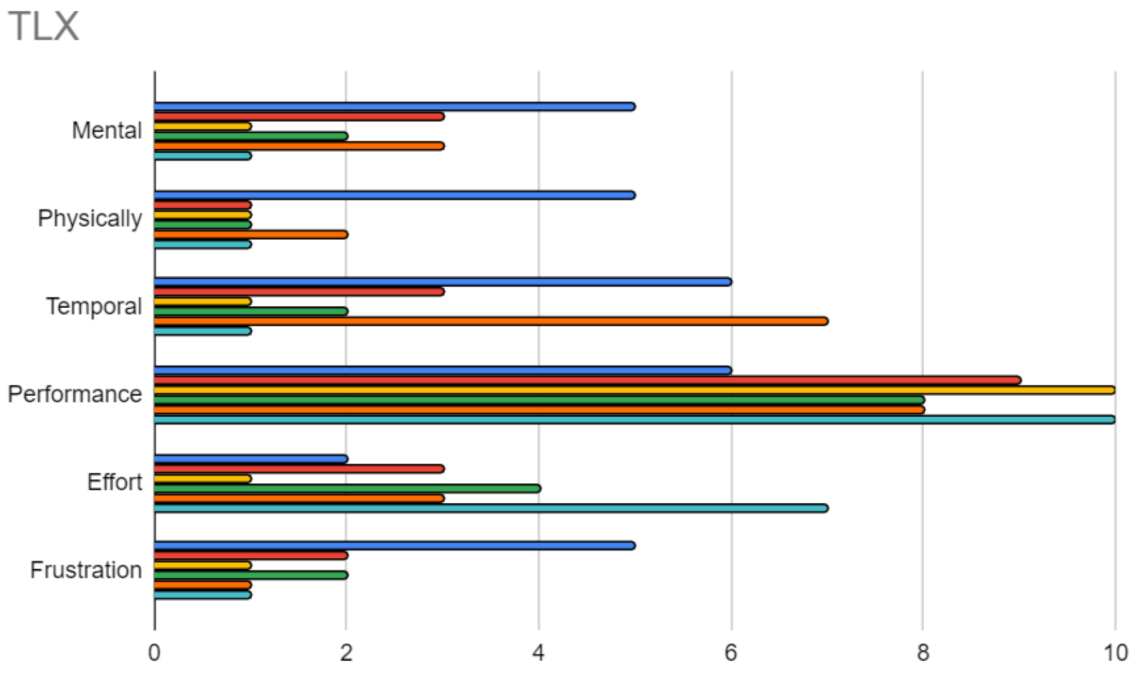 TLX
Mental
Physically
Temporal
Performance
Effort
Frustration
0 2 4 6 8 10